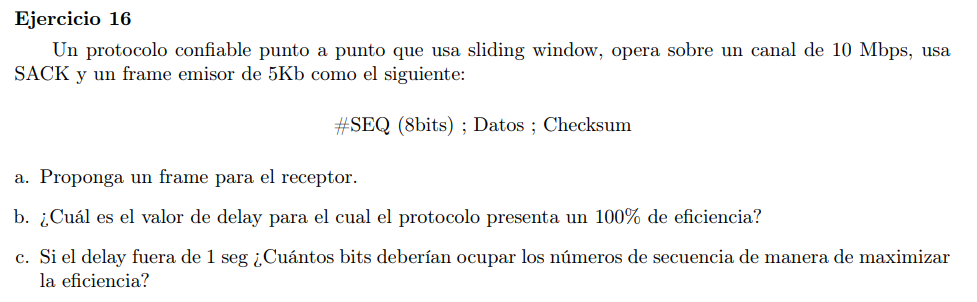 Ejercicio 16
Un protocolo confiable punto a punto que usa sliding window, opera sobre un canal de 10 Mbps, usa
SACK y un frame emisor de 5Kb como el siguiente:
#SEQ (8bits) ; Datos ; Checksum
a. Proponga un frame para el receptor.
b. ¿Cuál es el valor de delay para el cual el protocolo presenta un 100% de eficiencia?
c. Si el delay fuera de 1 seg ¿Cuántos bits deberían ocupar los números de secuencia de manera de maximizar
la eficiencia?